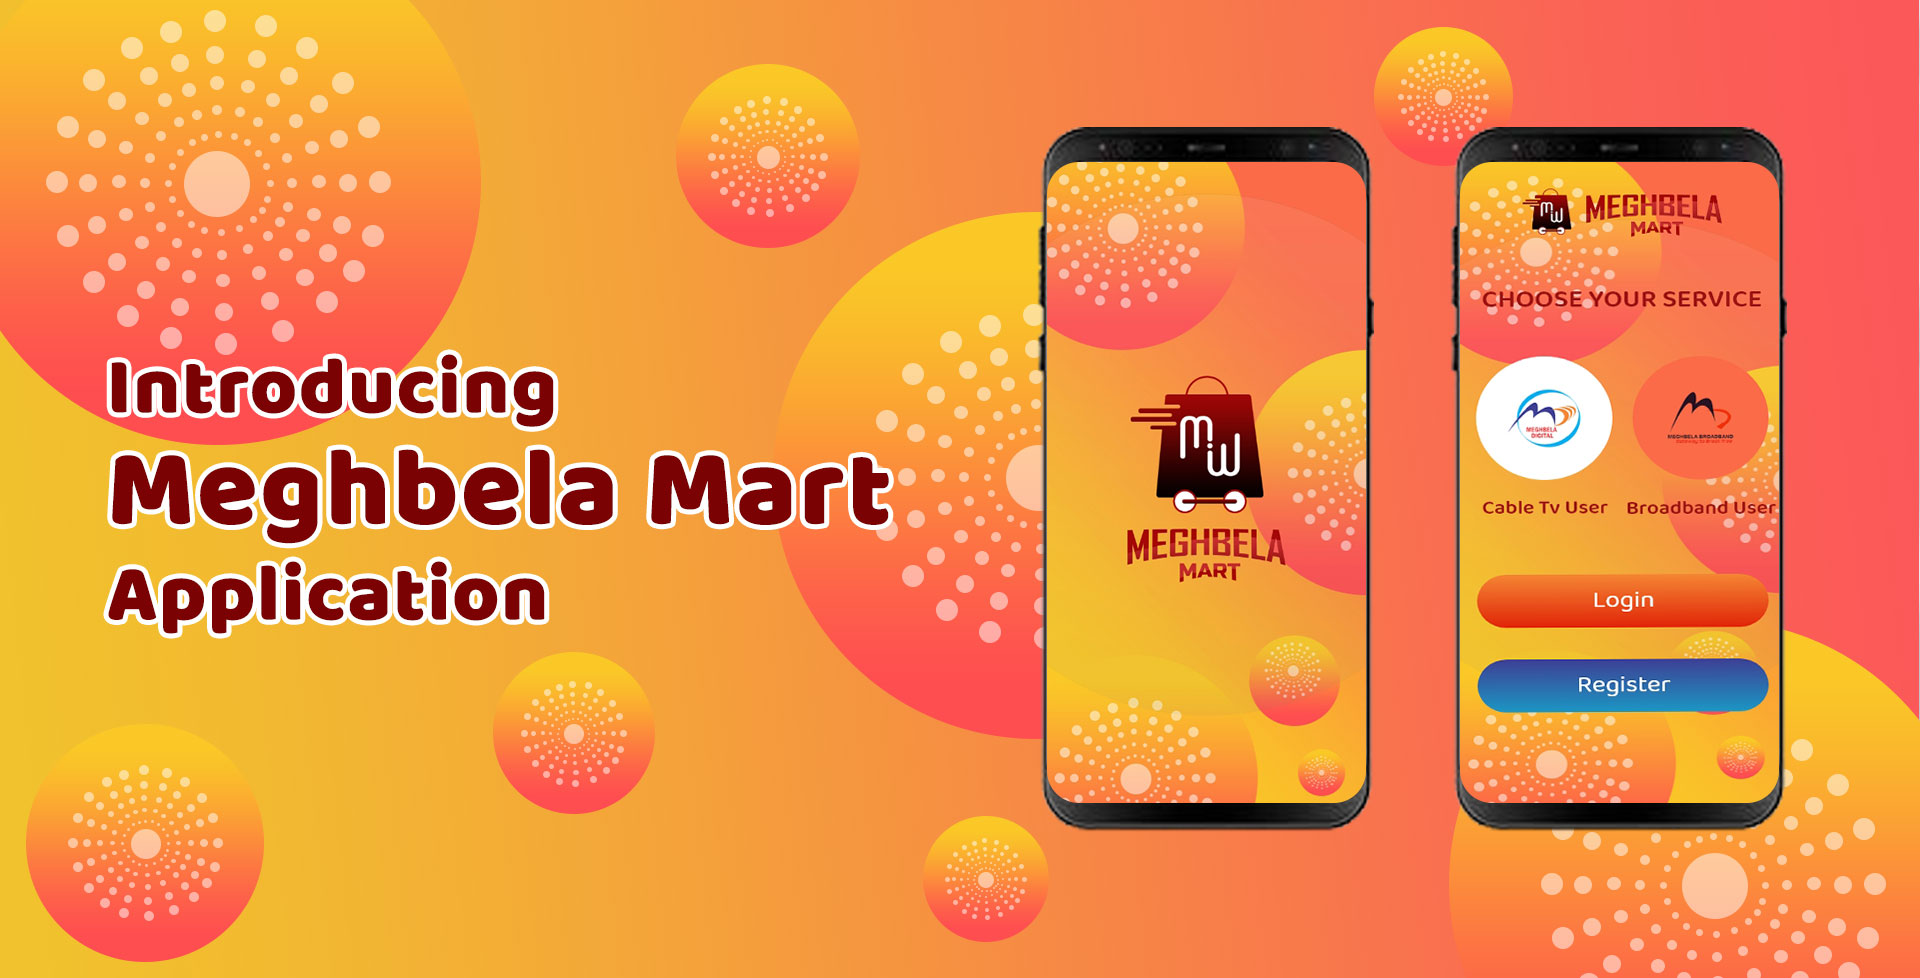 Introducing
Meghbela Mart
Application
MW
MEGHBELA
MART
MW
MEGHBELA
MART
CHOOSE YOUR SERVICE
MEGHBELA
DIGITAL
MEGHBELA BROADBAND
Cable Tv User
Broadband User
Login
Register